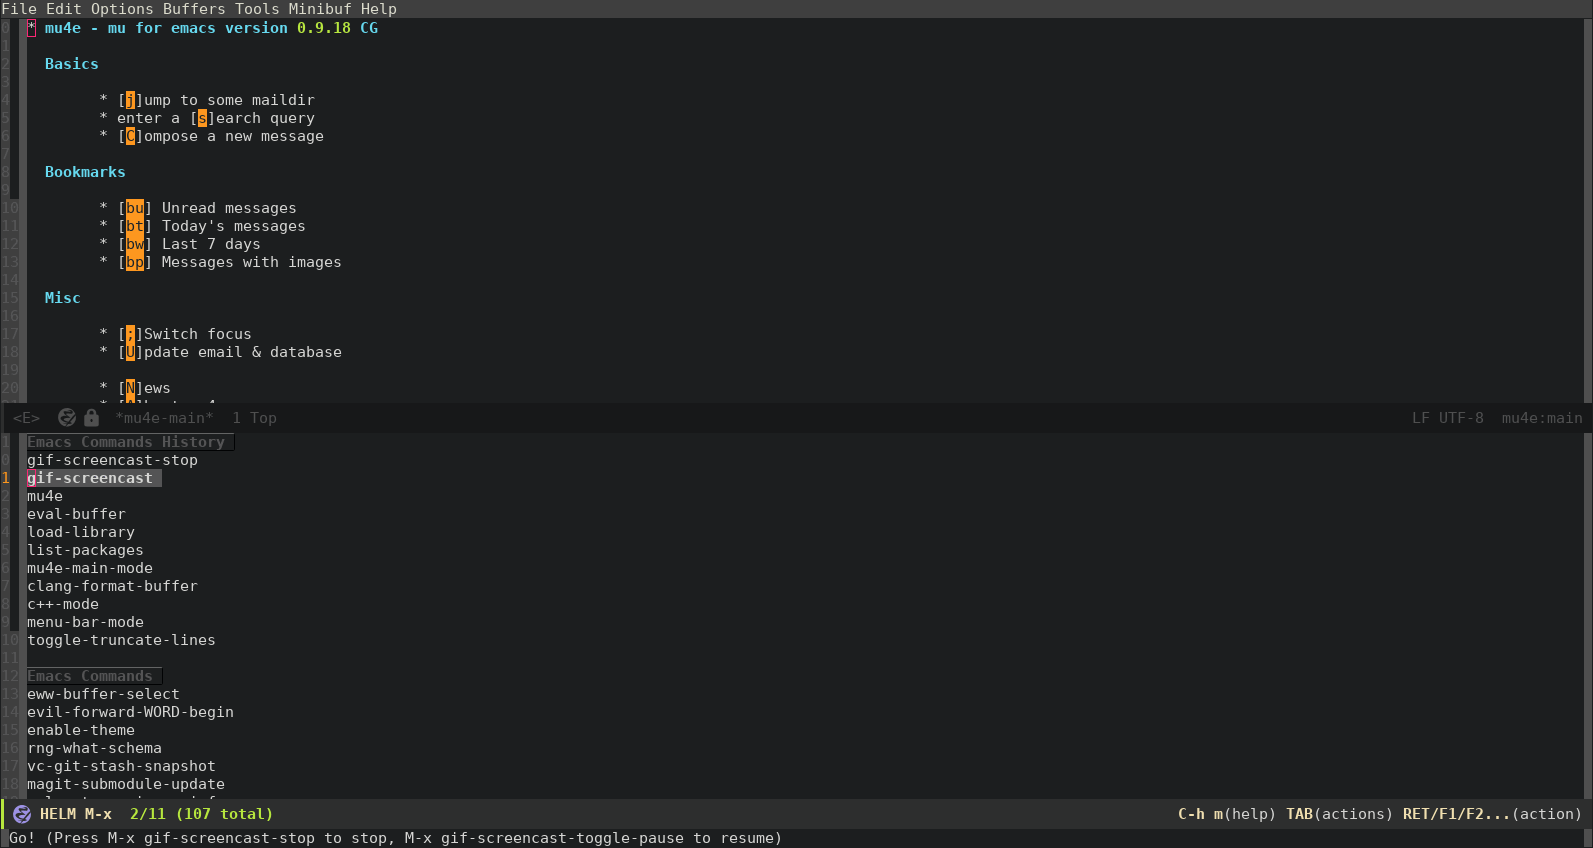 File Edit Options Buffers Tools Minibuf Help
0 * mu4e - mu for emacs version 0.9.18 CG
1
2 Basics
3
4 * [j]ump to some maildir
5 * enter a [s]earch query
6 * [C]ompose a new message
7
8 Bookmarks
9
10 * [bu] Unread messages
11 * [bt] Today's messages
12 * [bw] Last 7 days
13 * [bp] Messages with images
14
15 Misc
16
17 * [;]Switch focus
18 * [U]pdate email & database
19
20 * [N]ews
<E> *mu4e-main* 1 Top LF UTF-8 mu4e:main
1 Emacs Commands History
0 gif-screencast-stop
1 gif-screencast
2 mu4e
3 eval-buffer
4 load-library
5 list-packages
6 mu4e-main-mode
7 clang-format-buffer
8 c++-mode
9 menu-bar-mode
10 toggle-truncate-lines
11
12 Emacs Commands
13 eww-buffer-select
14 evil-forward-WORD-begin
15 enable-theme
16 rng-what-schema
17 vc-git-stash-snapshot
18 magit-submodule-update
HELM M-x 2/11 (107 total) C-h m(help) TAB(actions) RET/F1/F2...(action)
Go! (Press M-x gif-screencast-stop to stop, M-x gif-screencast-toggle-pause to resume)